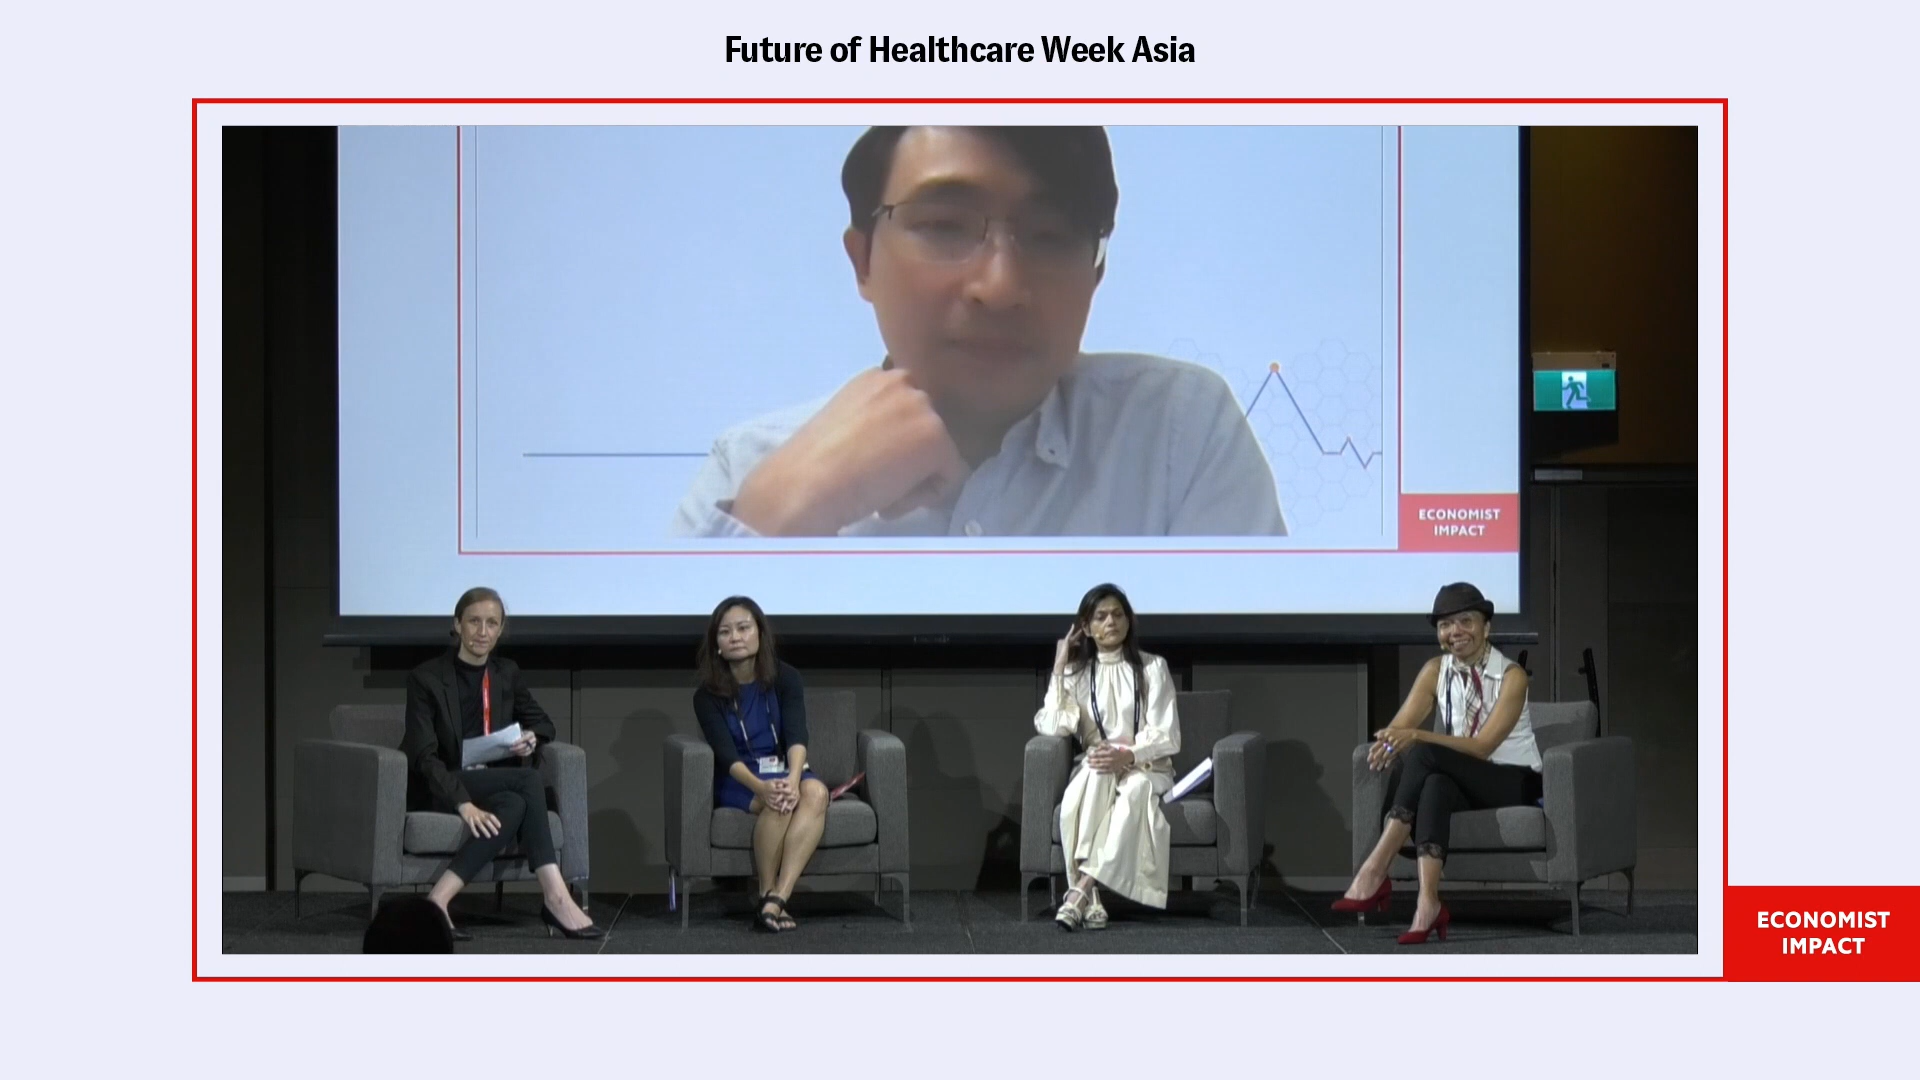 Future of Healthcare Week Asia
ECONOMIST
IMPACT
ECONOMIST
IMPACT